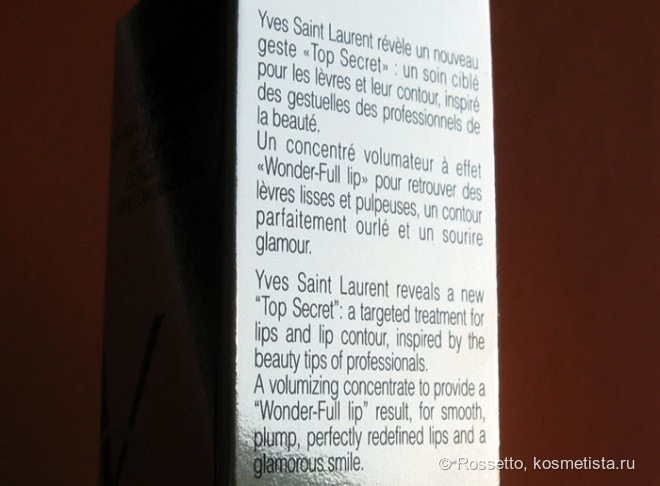 Yves Saint Laurent révèle un nouveau
geste «Top Secret» : un soin ciblé
pour les lèvres et leur contour, inspiré
des gestuelles des professionnels de
la beauté.
Un concentré volumateur à effet
«Wonder-Full lip» pour retrouver des
lèvres lisses et pulpeuses, un contour
parfaitement ourlé et un sourire
glamour.
Yves Saint Laurent reveals a new
“Top Secret”: a targeted treatment for
lips and lip contour, inspired by the
beauty tips of professionals.
A volumizing concentrate to provide a
“Wonder-Full lip” result, for smooth,
plump, perfectly redefined lips and a
glamorous smile.
© Rossetto, kosmetista.ru